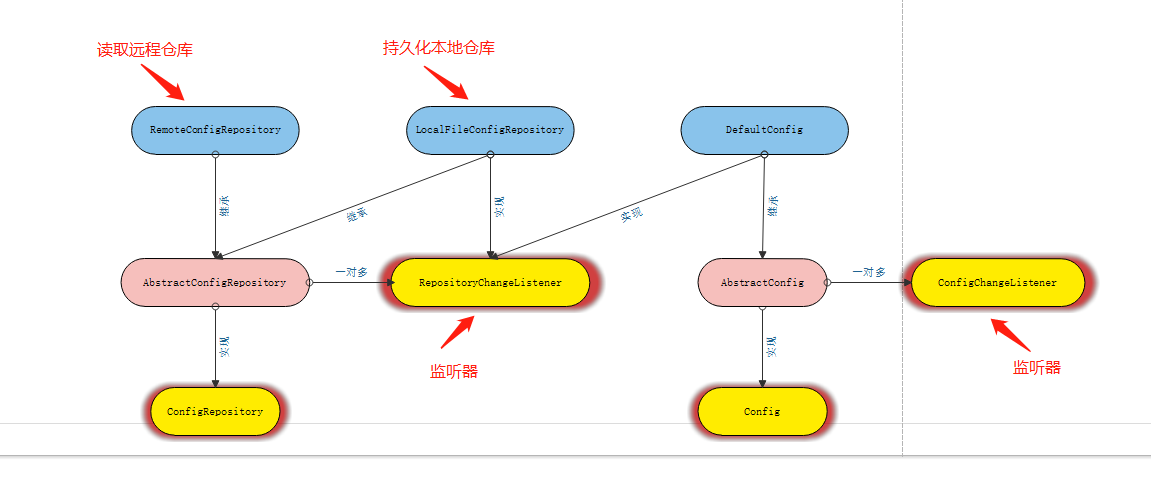 读取远程仓库
持久化本地仓库
RemoteConfigRepository
LocalFileConfigRepository
DefaultConfig
继承
继承
实现
实现
继承
AbstractConfigRepository
一对多
RepositoryChangeListener
AbstractConfig
一对多
ConfigChangeListener
实现
监听器
实现
监听器
ConfigRepository
Config